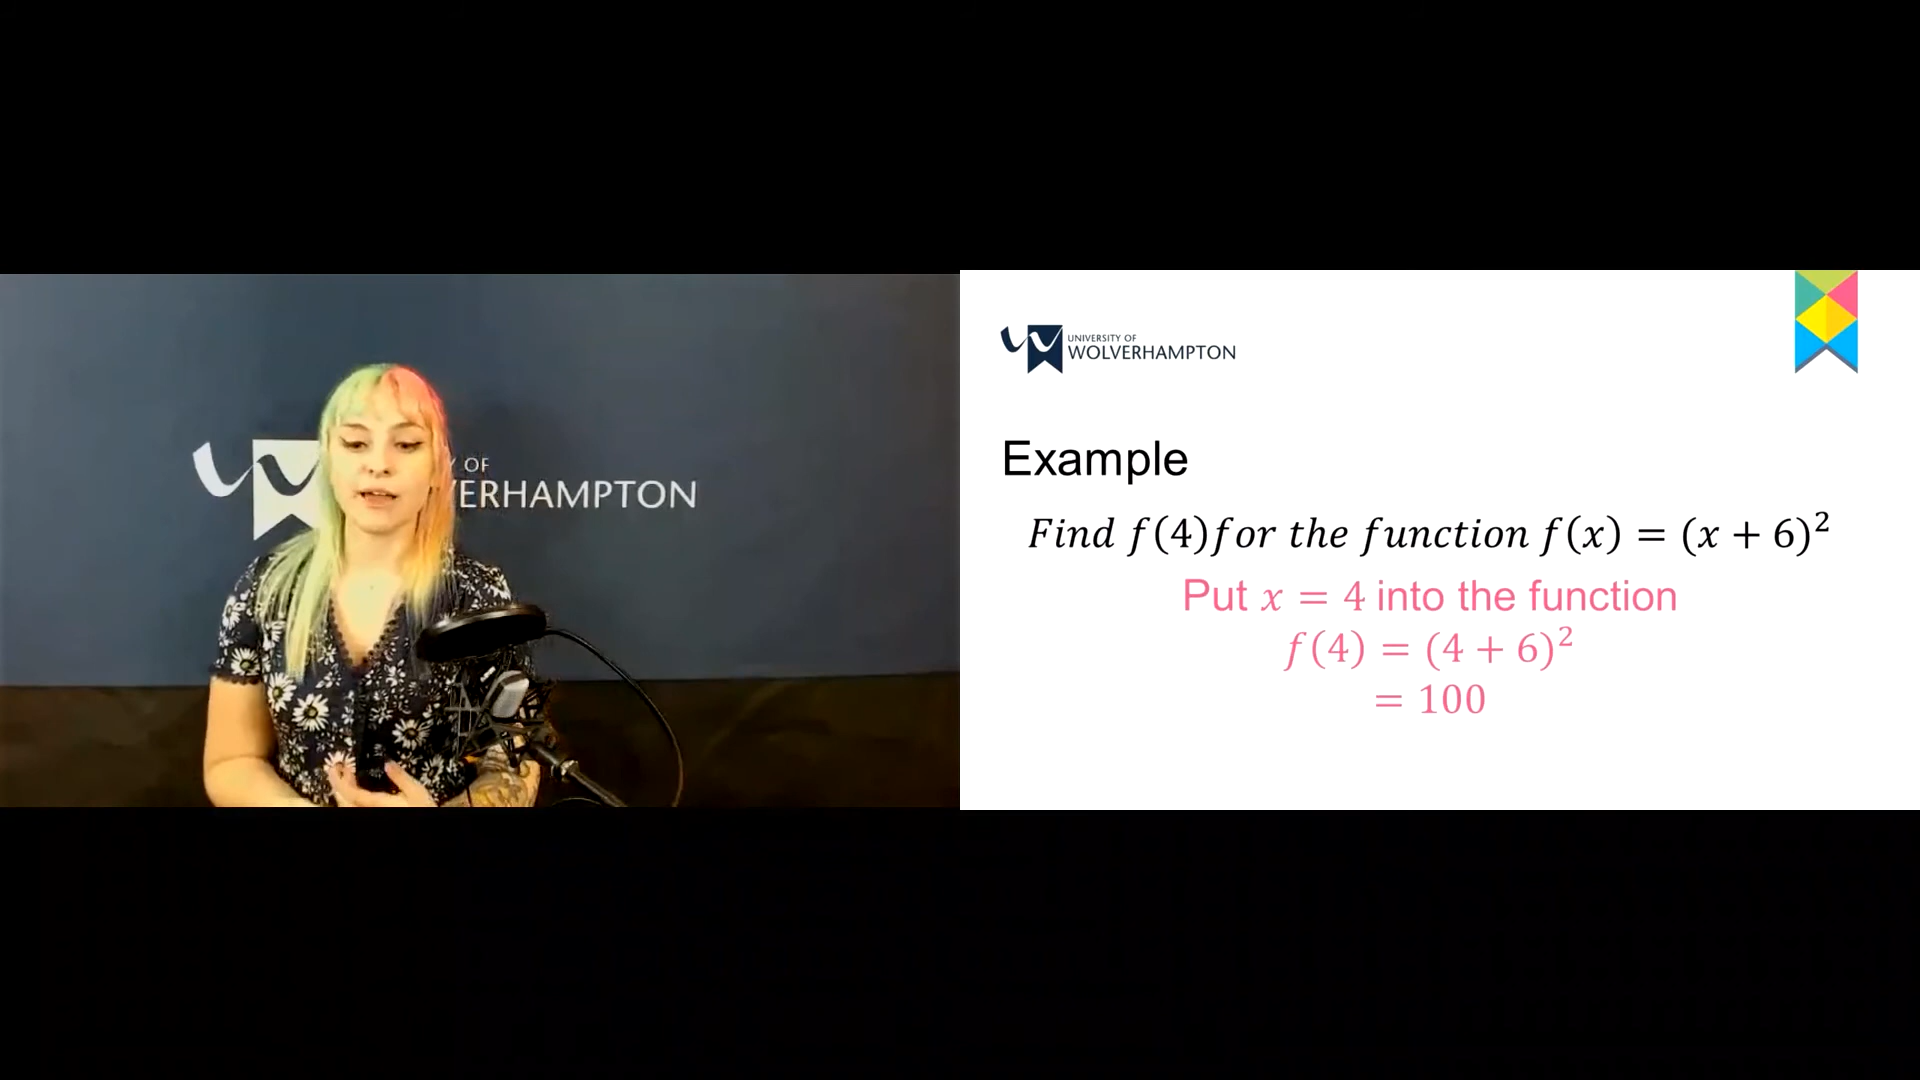 Y OF
VERHAMPTON
UNIVERSITY OF
WOLVERHAMPTON
Example
Find f(4)for the function f(x) = (x + 6)²
Put x = 4 into the function
f(4) = (4 + 6)²
= 100